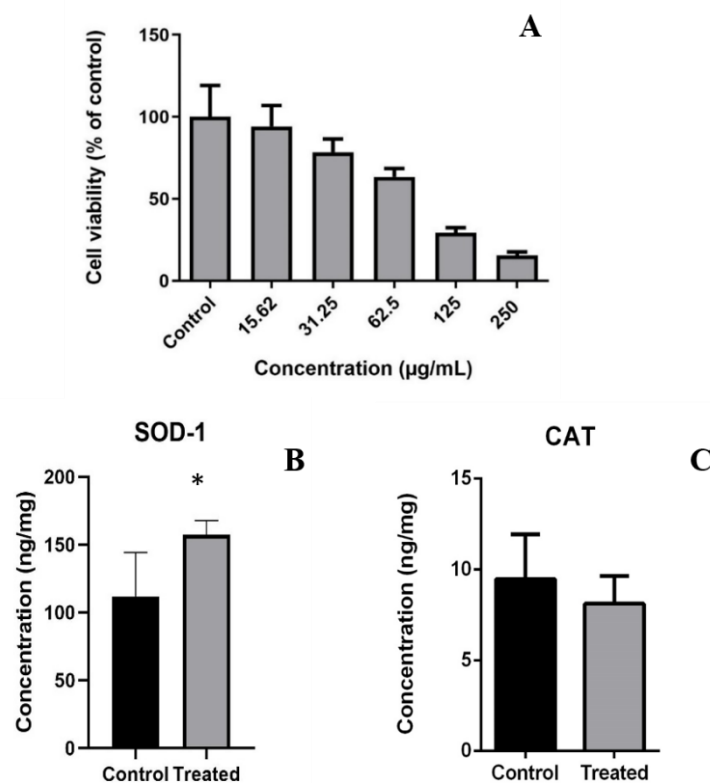 A
150
100
50
0
Cell viability (% of control)
Control
15.62
31.25
62.5
125
250
Concentration (µg/mL)
SOD-1
B
*
200
150
100
50
0
Concentration (ng/mg)
Control Treated
CAT
C
15
10
5
0
Concentration (ng/mg)
Control Treated